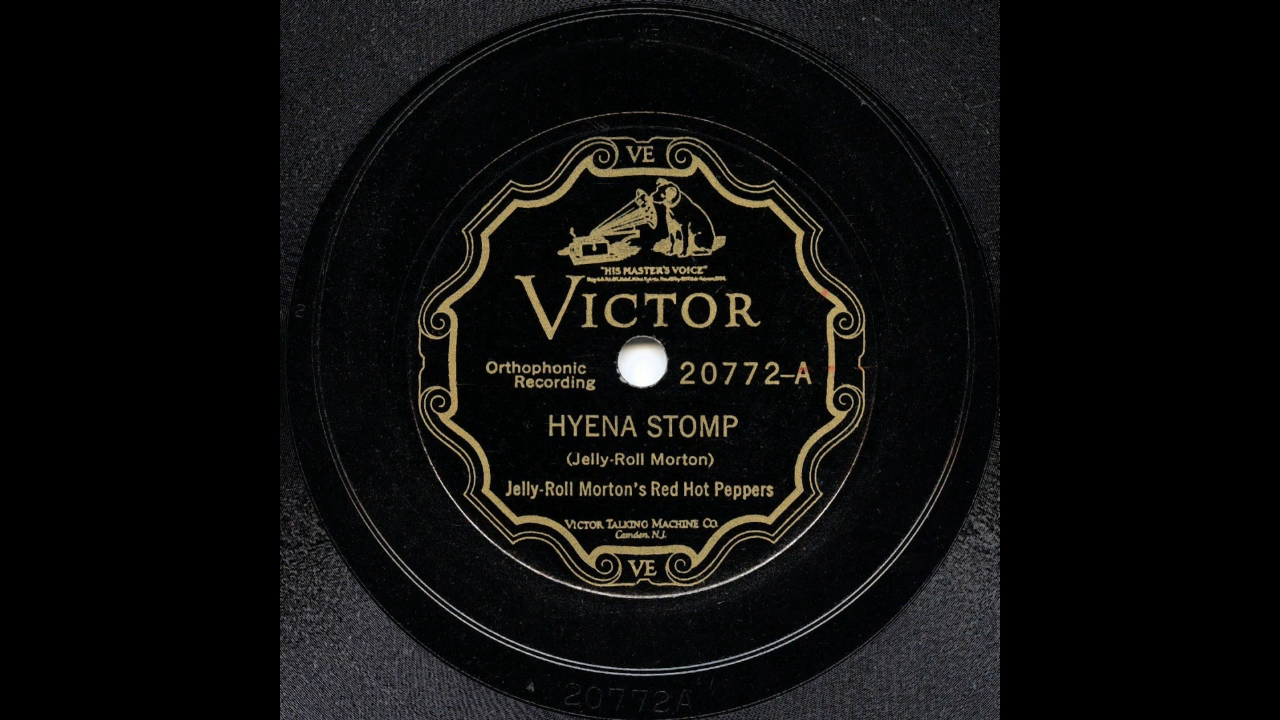 VE
"HIS MASTER'S VOICE"
VICTOR
Orthophonic
Recording
20772-A
HYENA STOMP
(Jelly-Roll Morton)
Jelly-Roll Morton's Red Hot Peppers
VICTOR TALKING MACHINE CO.
Camden, N.J.
VE
20772A